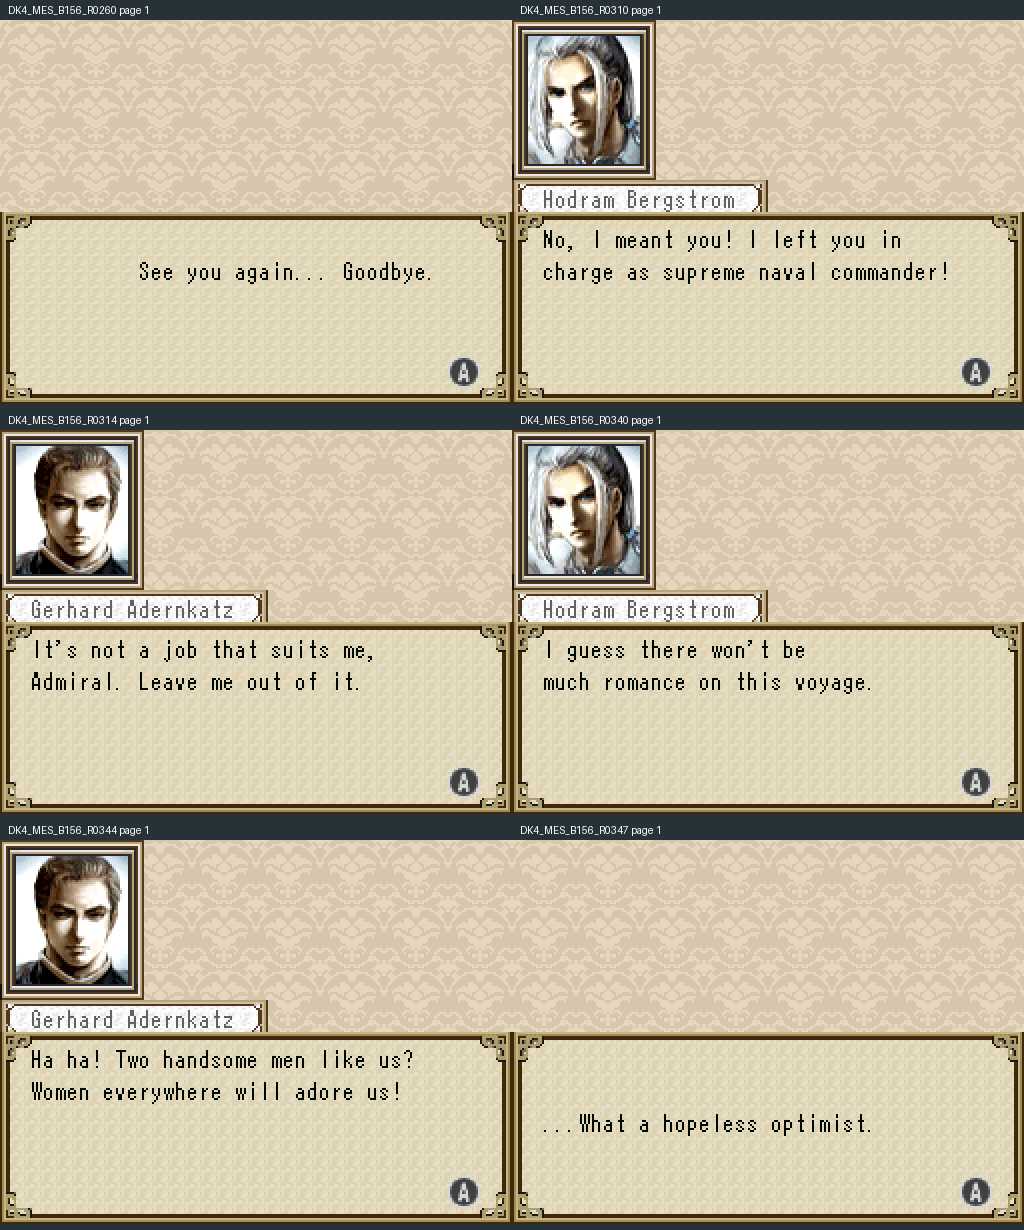 DK4_MES_B156_R0260 page 1
See you again... Goodbye.
A
DK4_MES_B156_R0310 page 1
Hodram Bergstrom
No, I meant you! I left you in
charge as supreme naval commander!
A
DK4_MES_B156_R0314 page 1
Gerhard Adernkatz
It's not a job that suits me,
Admiral. Leave me out of it.
A
DK4_MES_B156_R0340 page 1
Hodram Bergstrom
I guess there won't be
much romance on this voyage.
A
DK4_MES_B156_R0344 page 1
Gerhard Adernkatz
Ha ha! Two handsome men like us?
Women everywhere will adore us!
A
DK4_MES_B156_R0347 page 1
...What a hopeless optimist.
A